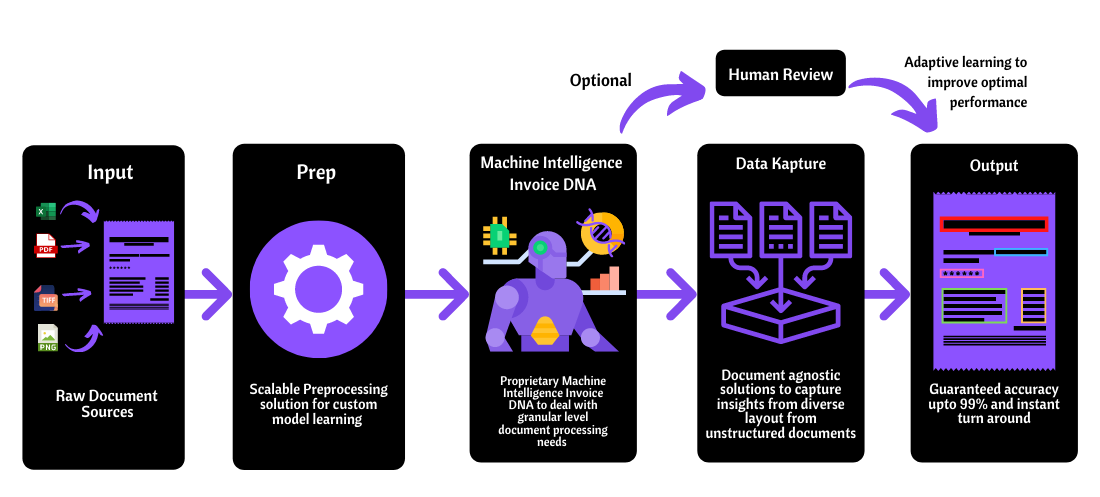 Optional
Human Review
Adaptive learning to
improve optimal
performance
Input
X
PDF
TIFF
PNG
Raw Document
Sources
Prep
Scalable Preprocessing
solution for custom
model learning
Machine Intelligence
Invoice DNA
Proprietary Machine
Intelligence Invoice
DNA to deal with
granular level
document processing
needs
Data Kapture
Document agnostic
solutions to capture
insights from diverse
layout from
unstructured documents
Output
******
Guaranteed accuracy
upto 99% and instant
turn around